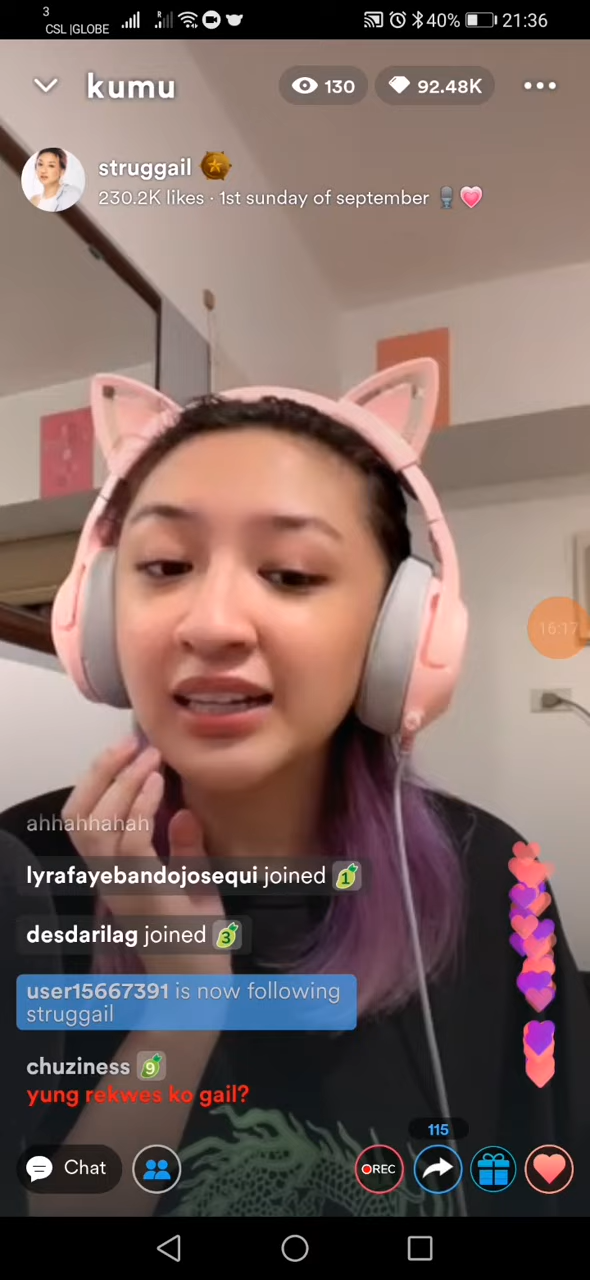 3
CSL |GLOBE
R
40%
21:36
kumu
130
92.48K
struggail
230.2K likes · 1st sunday of september
16:17
ahhahhahah
lyrafayebandojosequi joined 1
desdarilag joined 3
user15667391 is now following
struggail
chuziness 9
yung rekwes ko gail?
115
Chat
REC